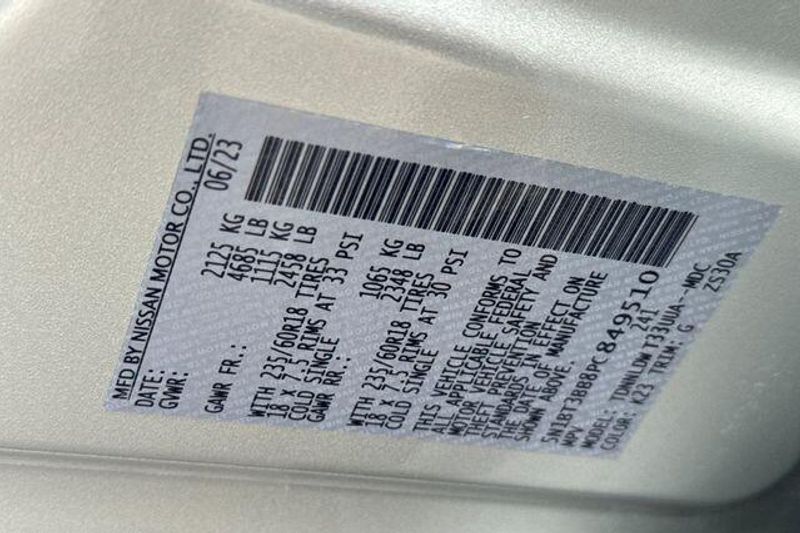 MFD BY NISSAN MOTOR CO., LTD.
DATE: 06/23
GVWR: 2125 KG
4685 LB
GAWR FR.: 1115 KG
2458 LB
WITH 235/60R18 TIRES
18 X 7.5 RIMS AT 33 PSI
COLD SINGLE
GAWR RR.: 1065 KG
2348 LB
WITH 235/60R18 TIRES
18 X 7.5 RIMS AT 30 PSI
COLD SINGLE
THIS VEHICLE CONFORMS TO
ALL APPLICABLE FEDERAL
MOTOR VEHICLE SAFETY AND
THEFT PREVENTION
STANDARDS IN EFFECT ON
THE DATE OF MANUFACTURE
SHOWN ABOVE.
5N1BT3BB8PC849510
MPV 241
MODEL: TDNNLDWT33UUA--MDC
COLOR: K23 TRIM: G ZS30A